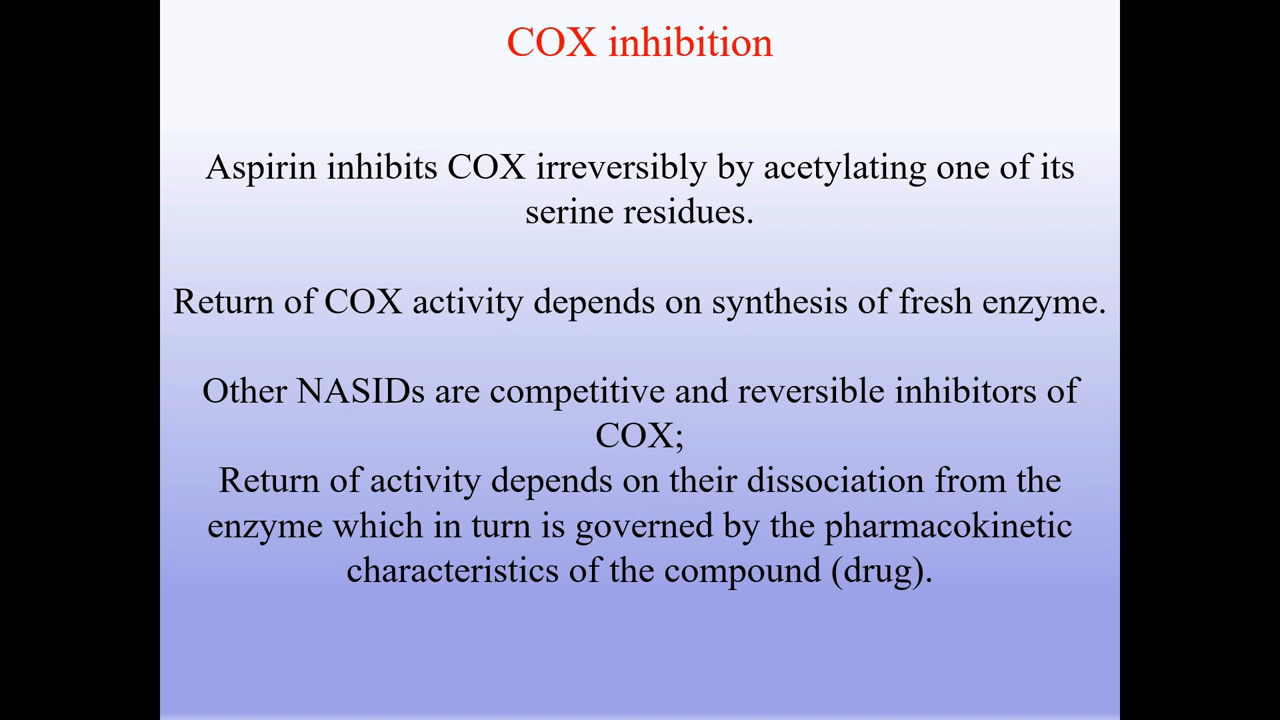 COX inhibition
Aspirin inhibits COX irreversibly by acetylating one of its
serine residues.
Return of COX activity depends on synthesis of fresh enzyme.
Other NASIDs are competitive and reversible inhibitors of
COX;
Return of activity depends on their dissociation from the
enzyme which in turn is governed by the pharmacokinetic
characteristics of the compound (drug).